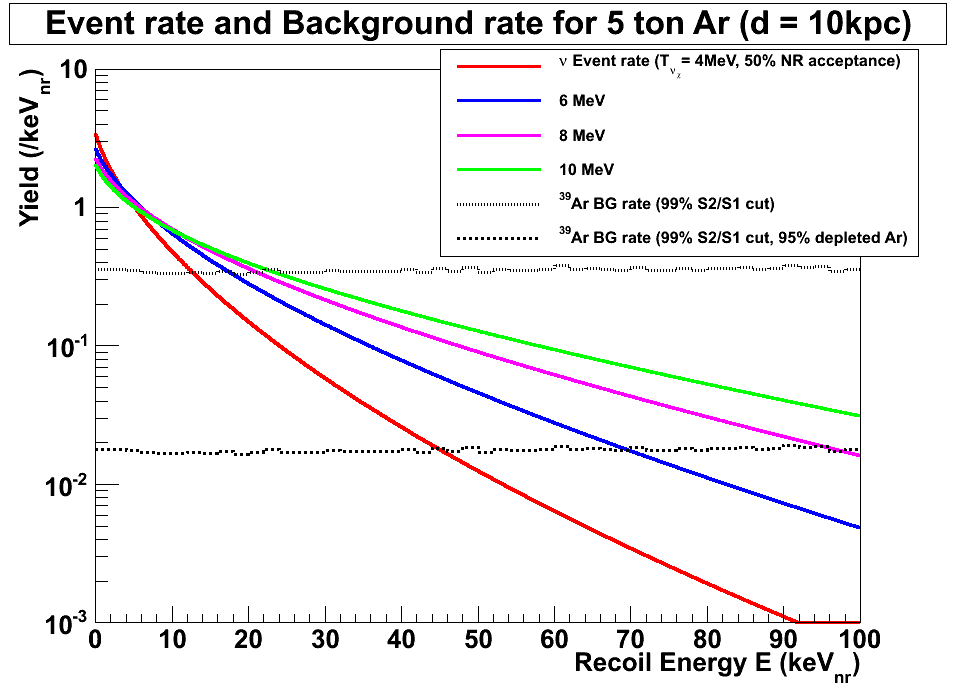 Event rate and Background rate for 5 ton Ar (d = 10kpc)
ν Event rate (Tνχ = 4MeV, 50% NR acceptance)
6 MeV
8 MeV
10 MeV
39Ar BG rate (99% S2/S1 cut)
39Ar BG rate (99% S2/S1 cut, 95% depleted Ar)
Yield (/keVnr)
10
1
10-1
10-2
10-3
0 10 20 30 40 50 60 70 80 90 100
Recoil Energy E (keVnr)